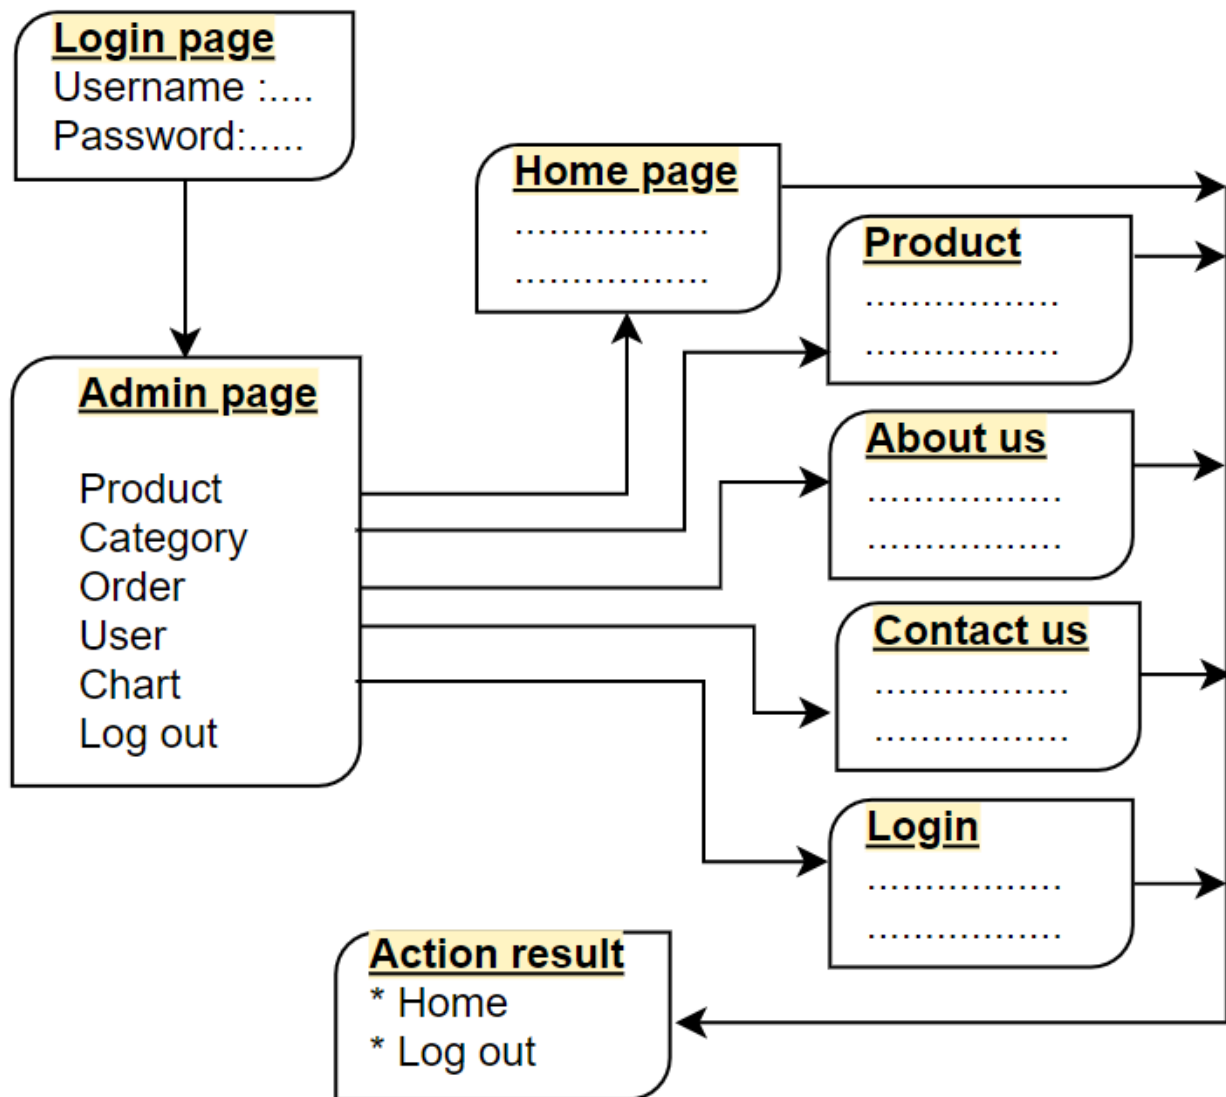 Login page
Username :....
Password:.....
Home page
.................
.................
Product
.................
.................
Admin page
Product
Category
Order
User
Chart
Log out
About us
.................
.................
Contact us
.................
.................
Login
.................
.................
Action result
* Home
* Log out